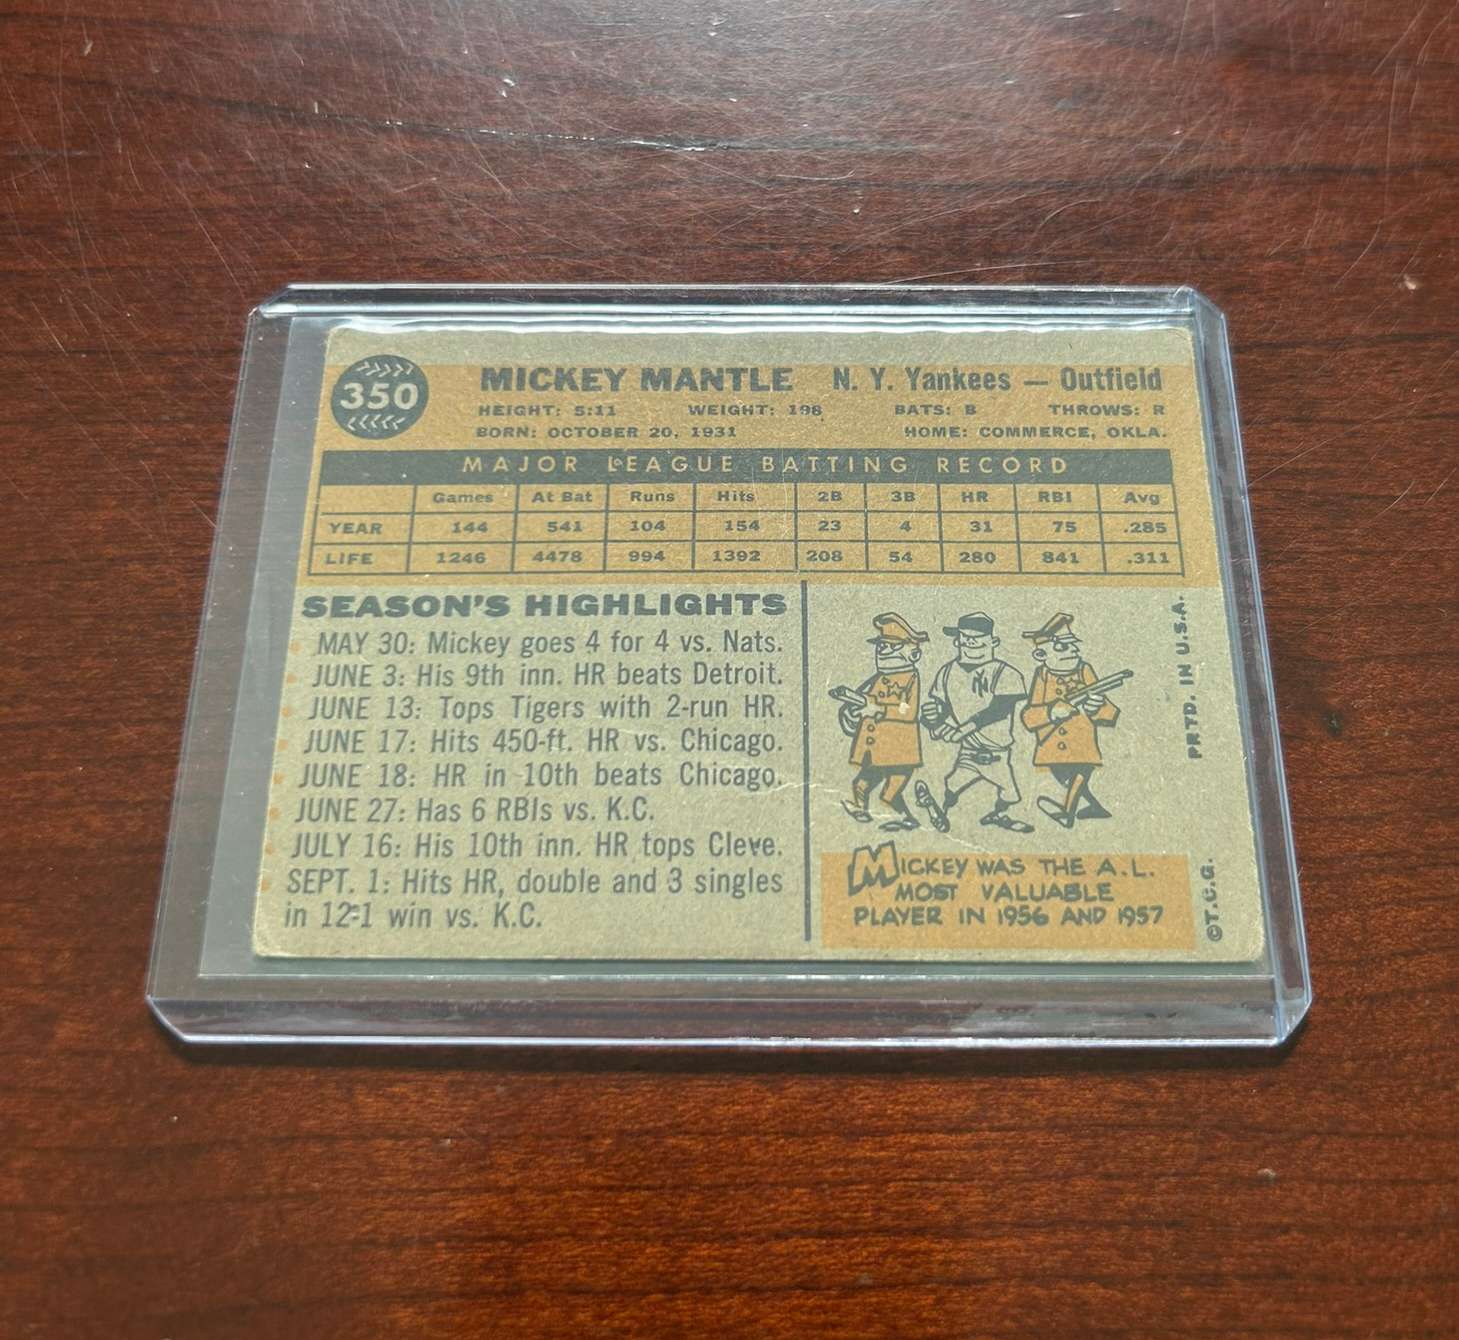 350
MICKEY MANTLE N. Y. Yankees — Outfield
HEIGHT: 5:11 WEIGHT: 198 BATS: B THROWS: R
BORN: OCTOBER 20, 1931 HOME: COMMERCE, OKLA.
MAJOR LEAGUE BATTING RECORD
Games At Bat Runs Hits 2B 3B HR RBI Avg
YEAR 144 541 104 154 23 4 31 75 .285
LIFE 1246 4478 994 1392 208 54 280 841 .311
SEASON'S HIGHLIGHTS
MAY 30: Mickey goes 4 for 4 vs. Nats.
JUNE 3: His 9th inn. HR beats Detroit.
JUNE 13: Tops Tigers with 2-run HR.
JUNE 17: Hits 450-ft. HR vs. Chicago.
JUNE 18: HR in 10th beats Chicago.
JUNE 27: Has 6 RBIs vs. K.C.
JULY 16: His 10th inn. HR tops Cleve.
SEPT. 1: Hits HR, double and 3 singles
in 12-1 win vs. K.C.
NY
MICKEY WAS THE A.L.
MOST VALUABLE
PLAYER IN 1956 AND 1957
©T.C.G.
PRTD. IN U.S.A.